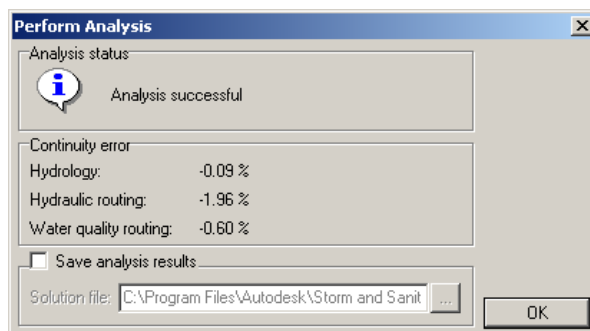 Perform Analysis
Analysis status
Analysis successful
Continuity error
Hydrology: -0.09 %
Hydraulic routing: -1.96 %
Water quality routing: -0.60 %
Save analysis results
Solution file: C:\Program Files\Autodesk\Storm and Sanit ...
OK